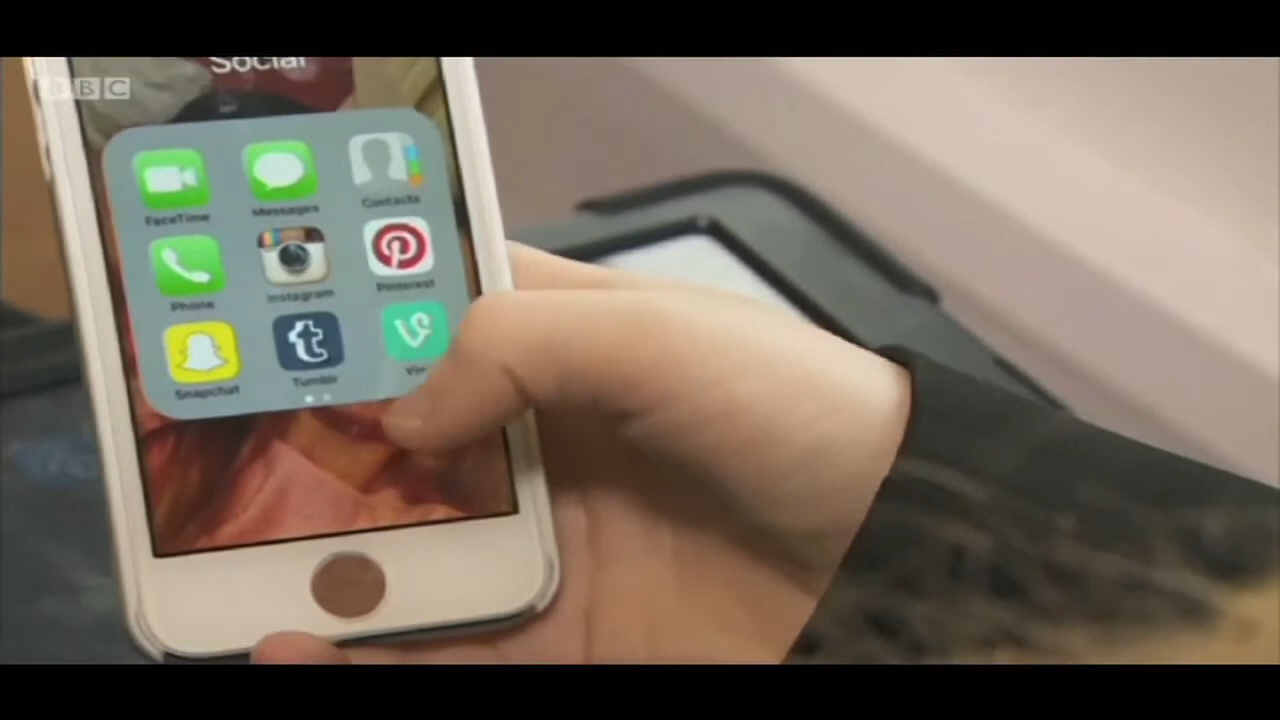 Social
BBC
FaceTime
Messages
Contacts
Phone
Instagram
Pinterest
Snapchat
Tumblr